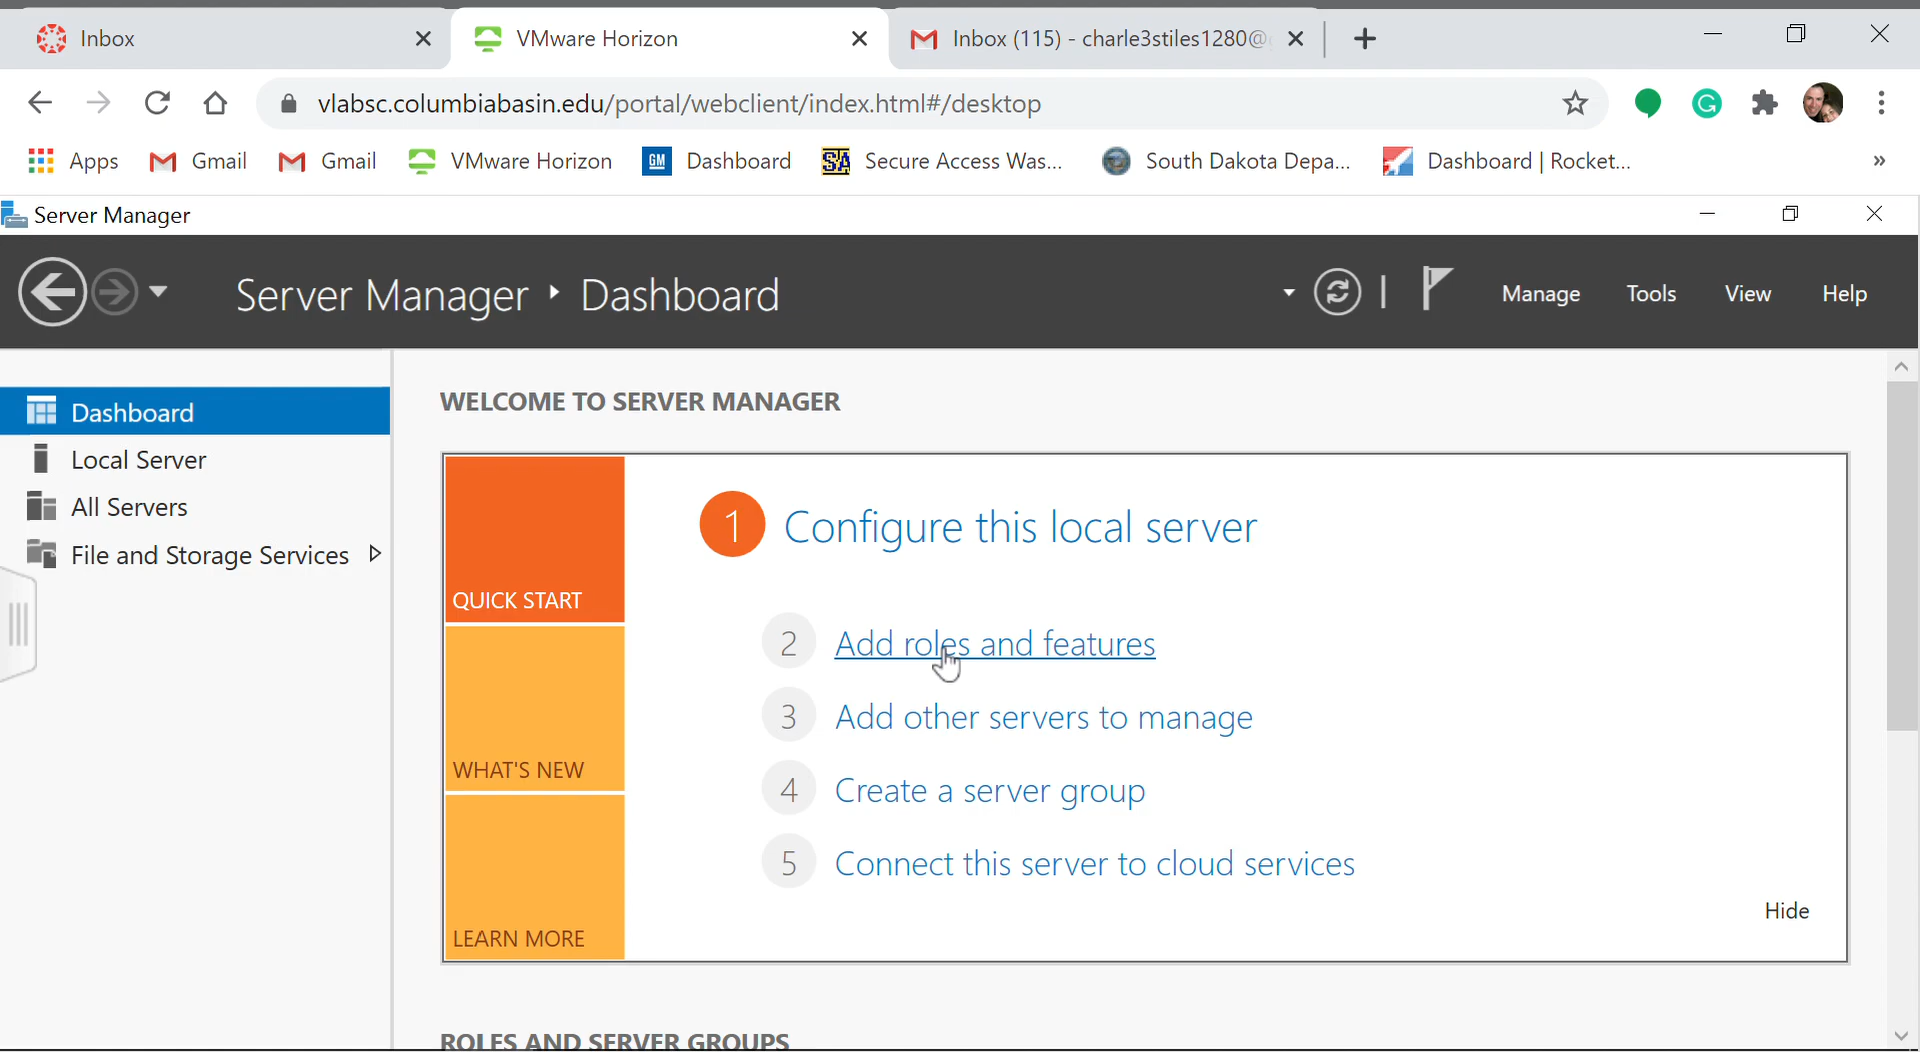 Inbox
VMware Horizon
Inbox (115) - charle3stiles1280@
vlabsc.columbiabasin.edu/portal/webclient/index.html#/desktop
G
Apps
Gmail
Gmail
VMware Horizon
GM
Dashboard
SA
Secure Access Was...
South Dakota Depa...
Dashboard | Rocket...
»
Server Manager
Server Manager ‣ Dashboard
Manage
Tools
View
Help
Dashboard
Local Server
All Servers
File and Storage Services
WELCOME TO SERVER MANAGER
QUICK START
WHAT'S NEW
LEARN MORE
1 Configure this local server
2 Add roles and features
3 Add other servers to manage
4 Create a server group
5 Connect this server to cloud services
Hide
ROLES AND SERVER GROUPS